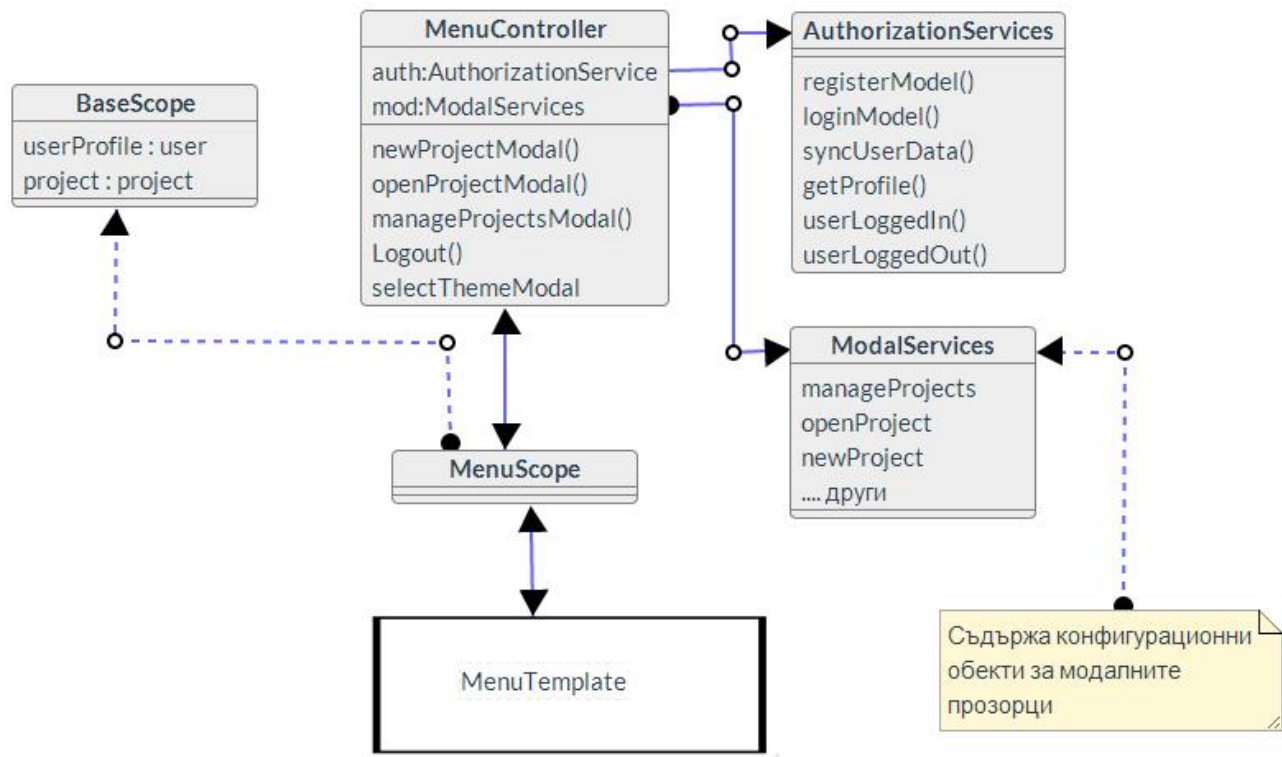 MenuController
auth:AuthorizationService
mod:ModalServices
newProjectModal()
openProjectModal()
manageProjectsModal()
Logout()
selectThemeModal
AuthorizationServices
registerModel()
loginModel()
syncUserData()
getProfile()
userLoggedIn()
userLoggedOut()
BaseScope
userProfile : user
project : project
ModalServices
manageProjects
openProject
newProject
.... други
MenuScope
MenuTemplate
Съдържа конфигурационни
обекти за модалните
прозорци